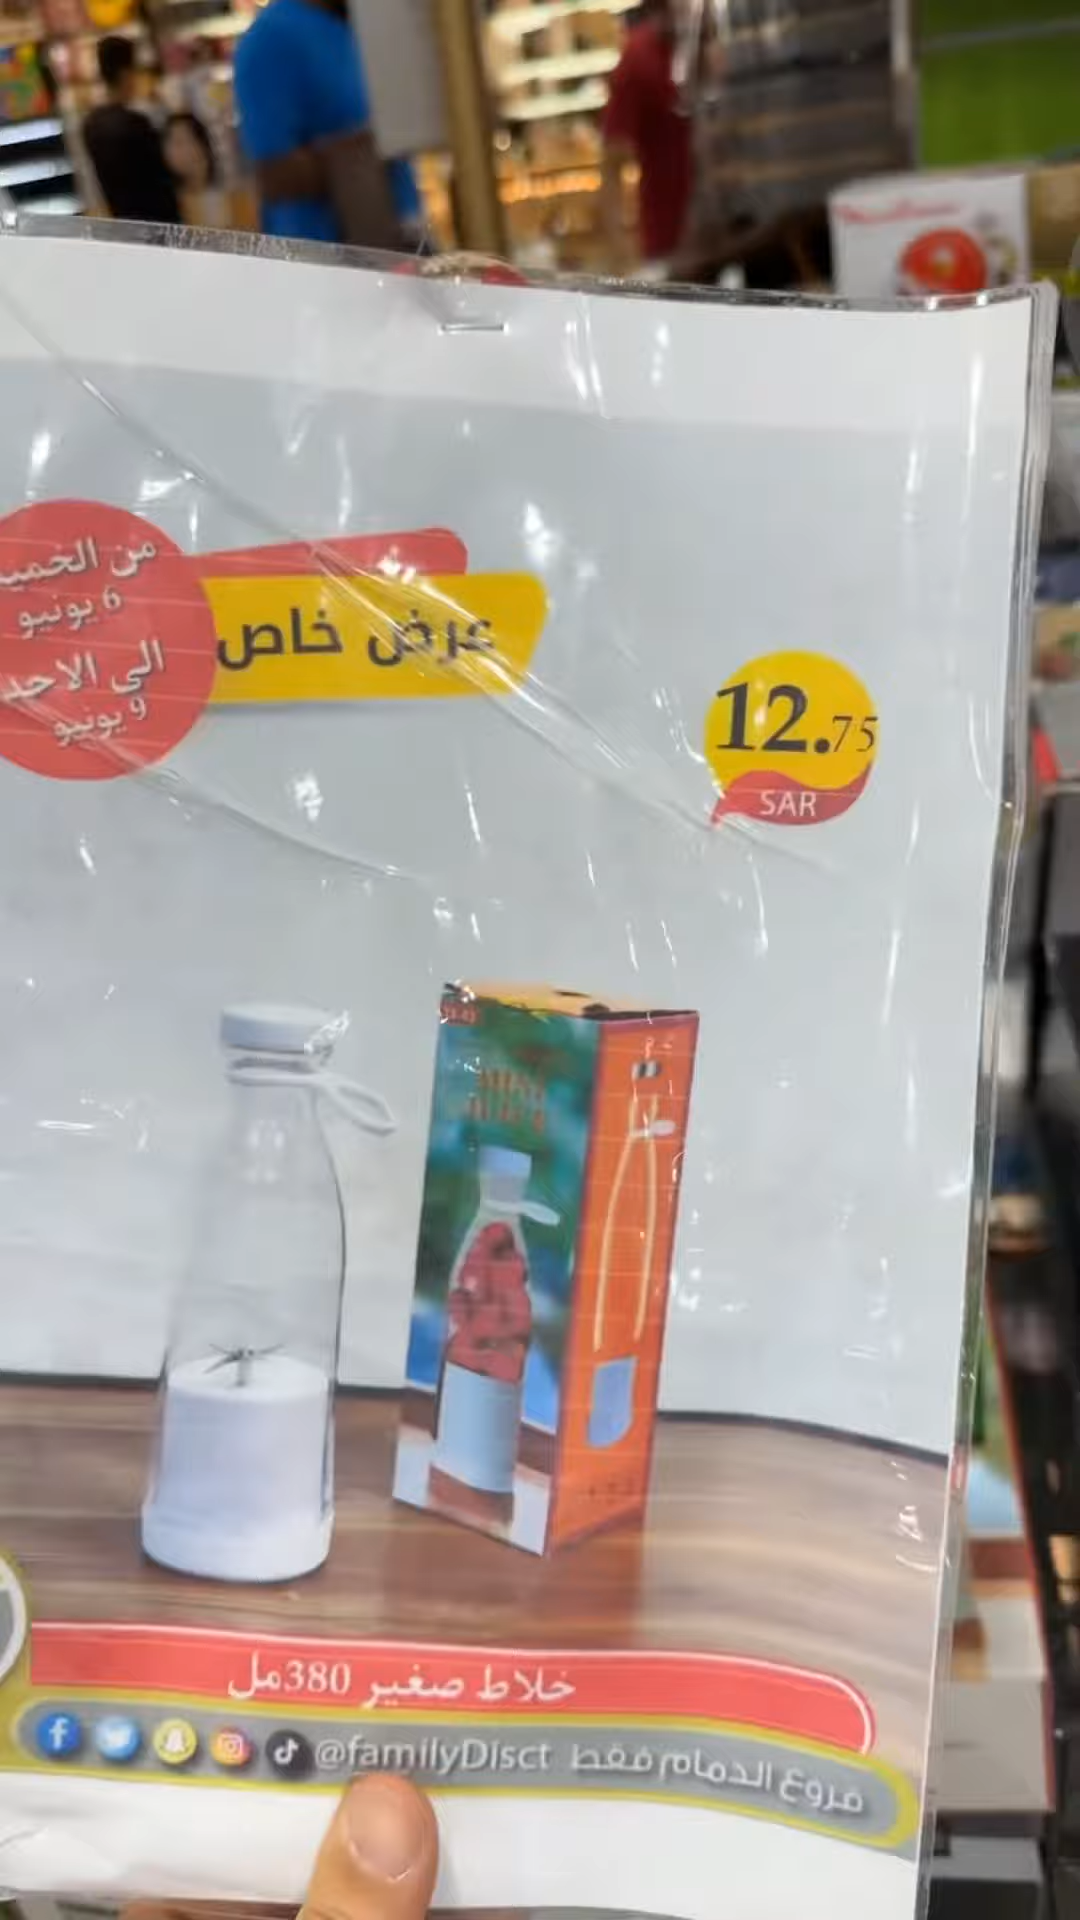 من الخميس
6 يونيو
الى الاحد
9 يونيو
عرض خاص
12.75
SAR
خلاط صغير 380مل
@familyDisct فروع الدمام فقط